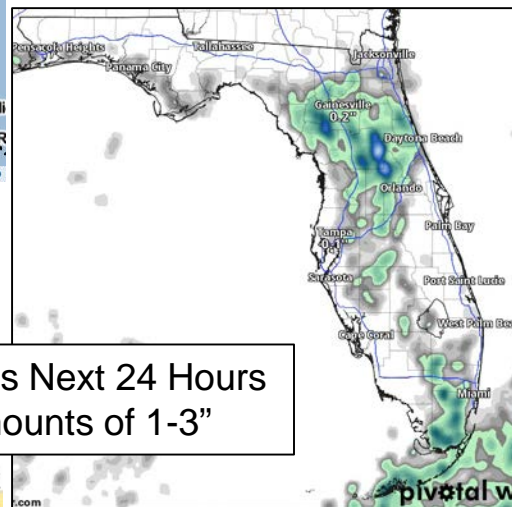 Pensacola Heights
Tallahassee
Jacksonville
Panama City
Gainesville
0.2"
Daytona Beach
Orlando
Tampa
0.1"
Palm Bay
Sarasota
Port Saint Lucie
West Palm Bea
Cape Coral
s Next 24 Hours
Miami
ounts of 1-3”
r.com
pivotal w